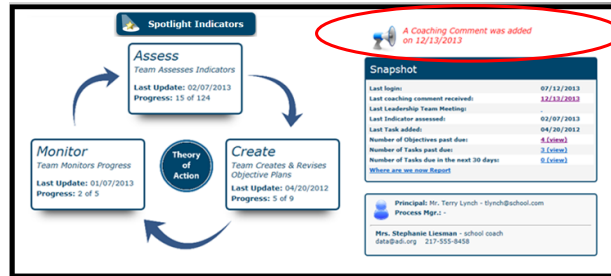 Spotlight Indicators
Assess
Team Assesses Indicators
Last Update: 02/07/2013
Progress: 15 of 124
Monitor
Team Monitors Progress
Last Update: 01/07/2013
Progress: 2 of 5
Theory
of
Action
Create
Team Creates & Revises
Objective Plans
Last Update: 04/20/2012
Progress: 5 of 9
A Coaching Comment was added
on 12/13/2013
Snapshot
Last login: 07/12/2013
Last coaching comment received: 12/13/2013
Last Leadership Team Meeting:
Last Indicator assessed: 02/07/2013
Last Task added: 04/20/2012
Number of Objectives past due: 4 (view)
Number of Tasks past due: 3 (view)
Number of Tasks due in the next 30 days: 0 (view)
Where are we now Report
Principal: Mr. Terry Lynch - tlynch@school.com
Process Mgr.: -
Mrs. Stephanie Liesman - school coach
data@adi.org 217-555-8458